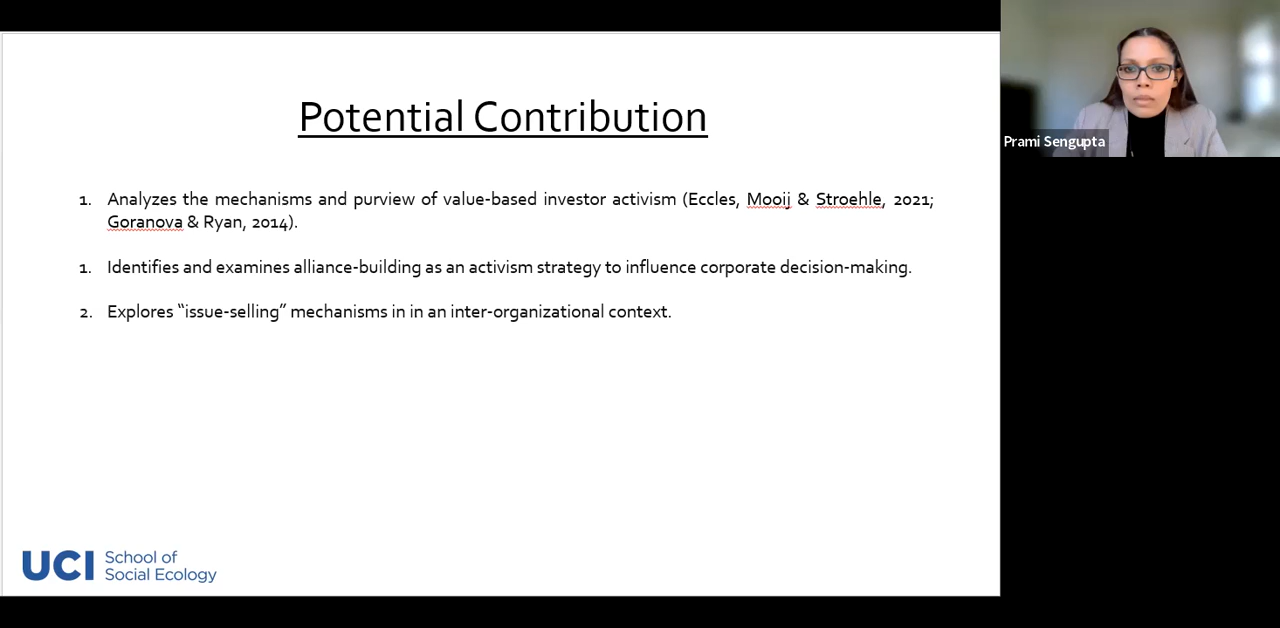 Potential Contribution
1. Analyzes the mechanisms and purview of value-based investor activism (Eccles, Mooij & Stroehle, 2021;
Goranova & Ryan, 2014).
1. Identifies and examines alliance-building as an activism strategy to influence corporate decision-making.
2. Explores “issue-selling” mechanisms in in an inter-organizational context.
UCI School of
Social Ecology
Prami Sengupta